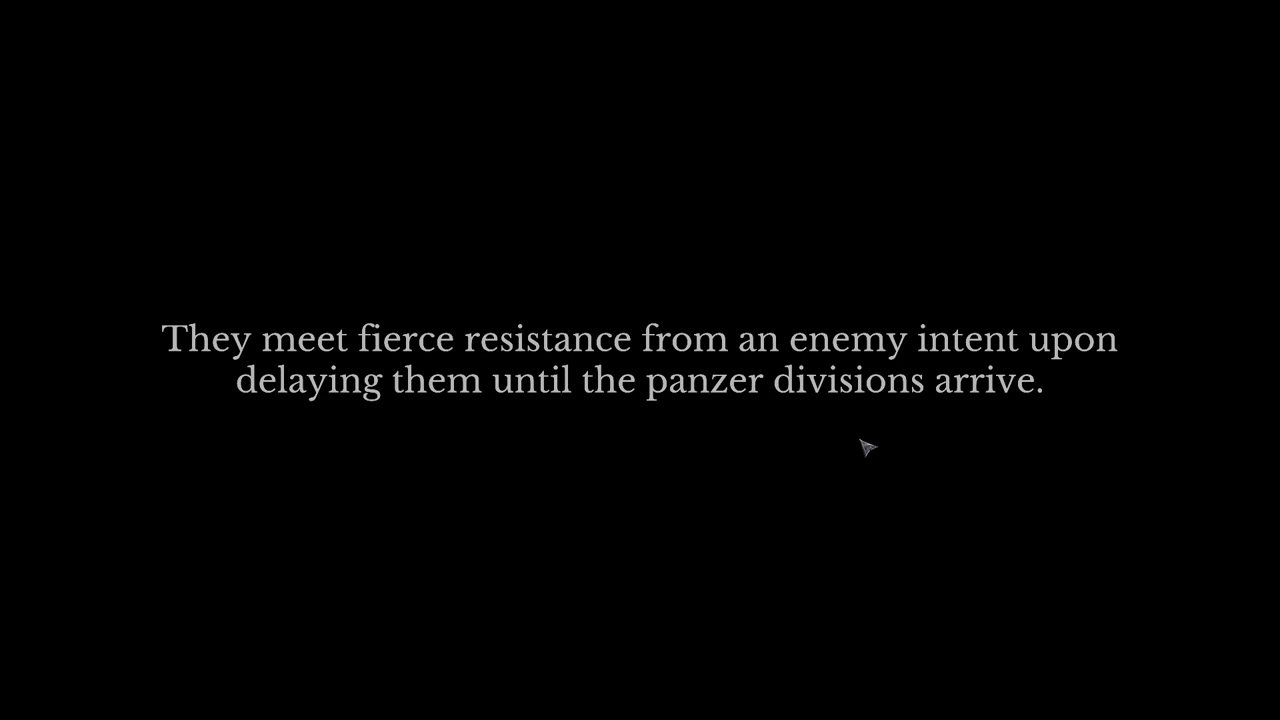 They meet fierce resistance from an enemy intent upon
delaying them until the panzer divisions arrive.